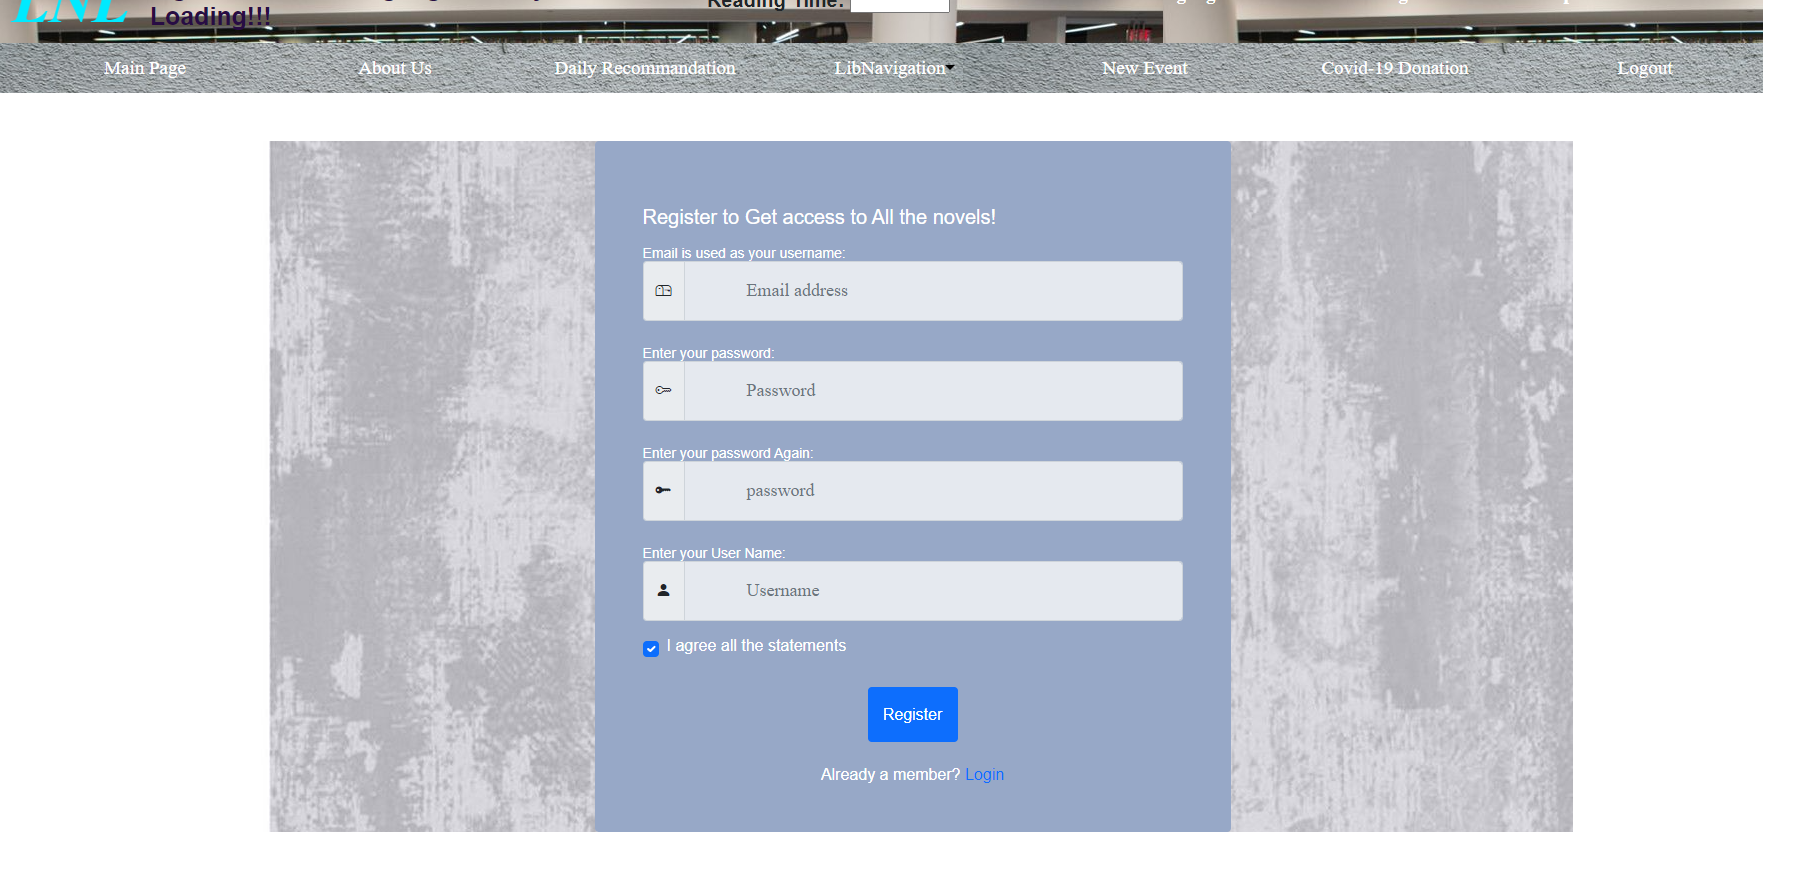 LNL
Loading!!!
Reading Time:
Main Page About Us Daily Recommandation LibNavigation New Event Covid-19 Donation Logout
Register to Get access to All the novels!
Email is used as your username:
Email address
Enter your password:
Password
Enter your password Again:
password
Enter your User Name:
Username
I agree all the statements
Register
Already a member? Login